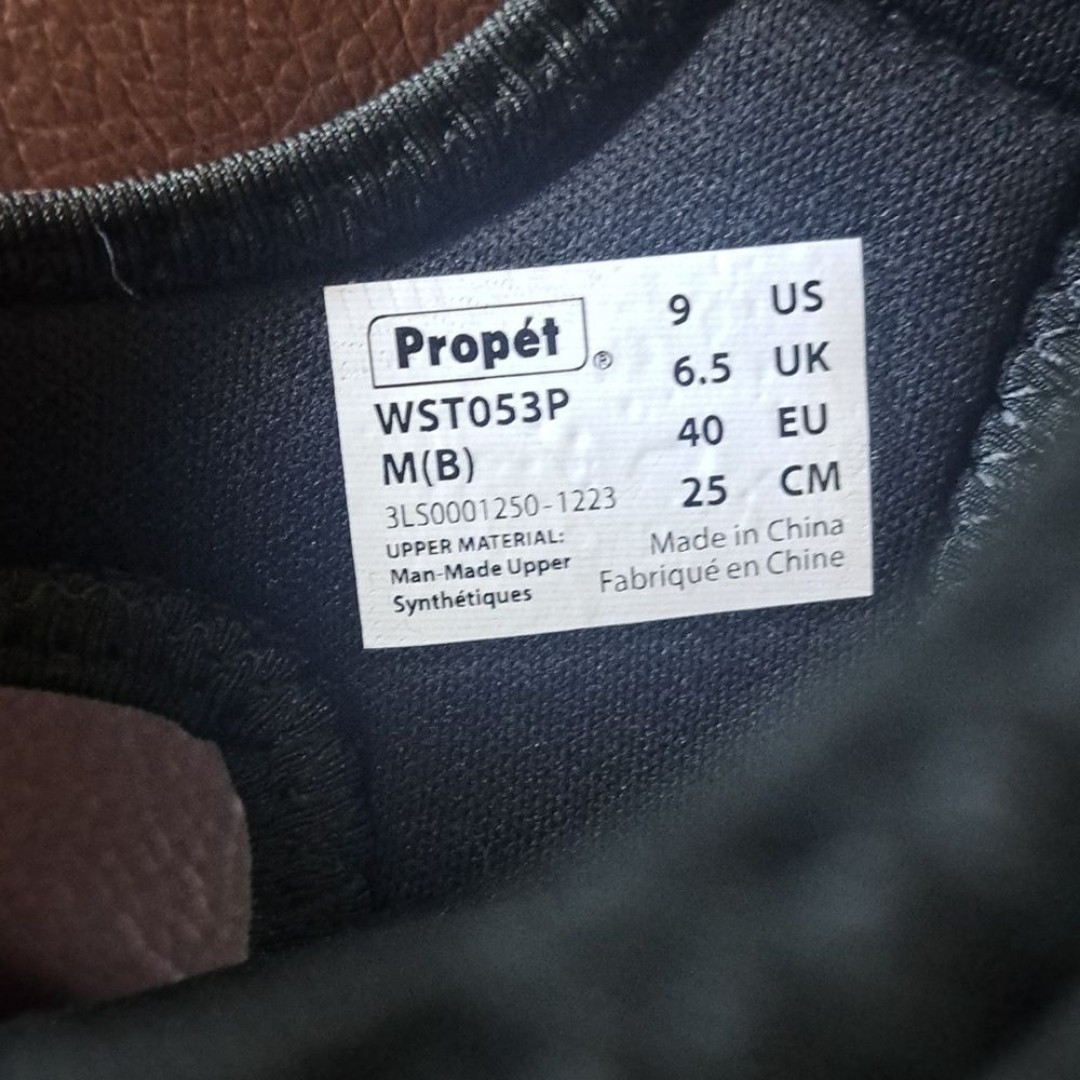 Propét ®
WST053P
M(B)
3LS0001250-1223
UPPER MATERIAL:
Man-Made Upper
Synthétiques
9 US
6.5 UK
40 EU
25 CM
Made in China
Fabriqué en Chine